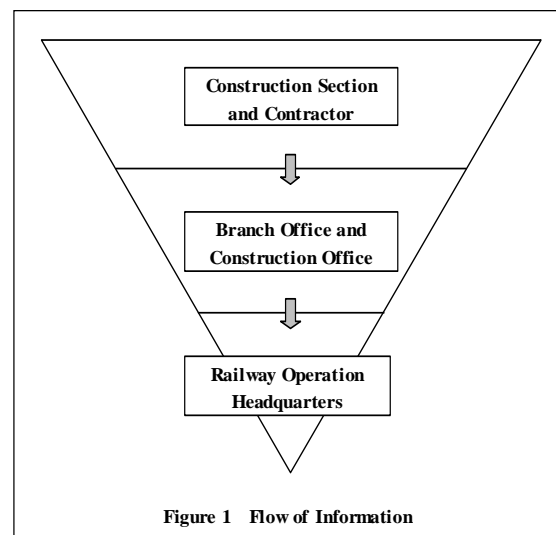 Construction Section
and Contractor
Branch Office and
Construction Office
Railway Operation
Headquarters
Figure 1 Flow of Information